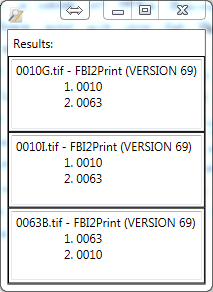 Results:
0010G.tif - FBI2Print (VERSION 69)
1. 0010
2. 0063
0010I.tif - FBI2Print (VERSION 69)
1. 0010
2. 0063
0063B.tif - FBI2Print (VERSION 69)
1. 0063
2. 0010